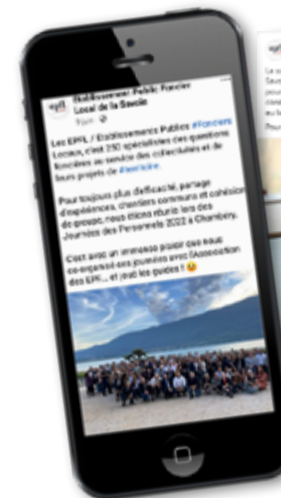 Etablissement Public Foncier
Local de la Savoie
Les EPFL / Etablissements Publics #Fonciers
Locaux, c'est 250 spécialistes des questions
foncières au service des collectivités et de
leurs projets de #territoire.
Pour toujours plus d'efficacité, partage
d'expériences, chantiers communs et cohésion
de groupe, nous étions réunis lors des
Journées des Personnels 2022 à Chambéry.
C'est avec un immense plaisir que nous
co-organisé ces journées avec l'Association
des EPFL, et joué les guides ! 😉